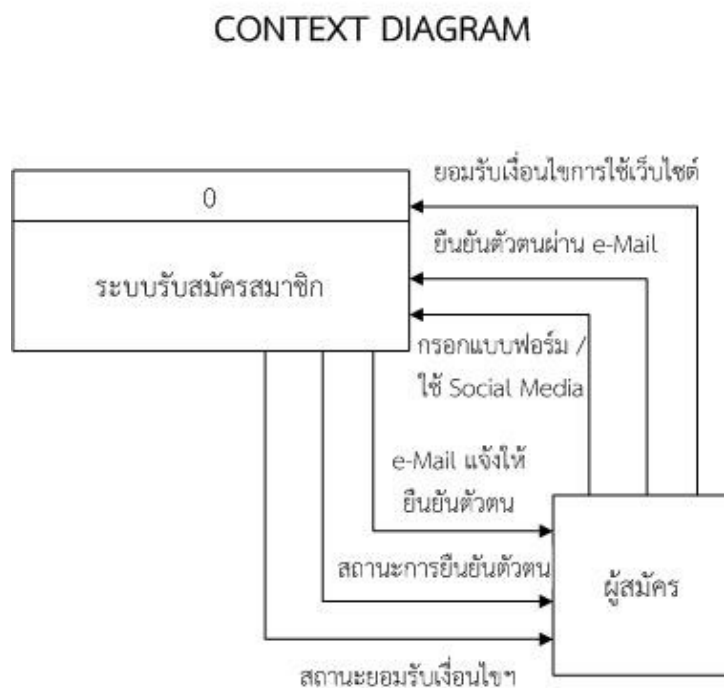 CONTEXT DIAGRAM
ยอมรับเงื่อนไขการใช้เว็บไซต์
0
ยืนยันตัวตนผ่าน e-Mail
ระบบรับสมัครสมาชิก
กรอกแบบฟอร์ม /
ใช้ Social Media
e-Mail แจ้งให้
ยืนยันตัวตน
สถานะการยืนยันตัวตน
ผู้สมัคร
สถานะยอมรับเงื่อนไขฯ